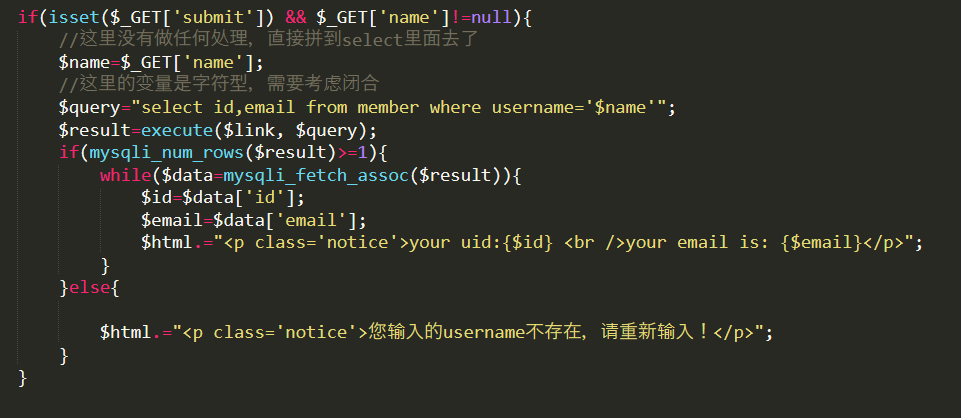 if(isset($_GET['submit']) && $_GET['name']!=null){
//这里没有做任何处理，直接拼到select里面去了
$name=$_GET['name'];
//这里的变量是字符型，需要考虑闭合
$query="select id,email from member where username='$name'";
$result=execute($link, $query);
if(mysqli_num_rows($result)>=1){
while($data=mysqli_fetch_assoc($result)){
$id=$data['id'];
$email=$data['email'];
$html.="<p class='notice'>your uid:{$id} <br />your email is: {$email}</p>";
}
}else{
$html.="<p class='notice'>您输入的username不存在，请重新输入！</p>";
}
}